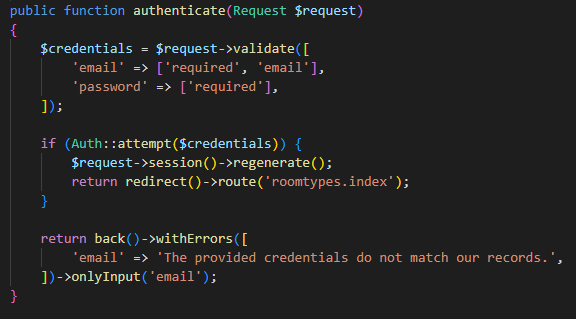 public function authenticate(Request $request)
{
    $credentials = $request->validate([
        'email' => ['required', 'email'],
        'password' => ['required'],
    ]);

    if (Auth::attempt($credentials)) {
        $request->session()->regenerate();
        return redirect()->route('roomtypes.index');
    }

    return back()->withErrors([
        'email' => 'The provided credentials do not match our records.',
    ])->onlyInput('email');
}